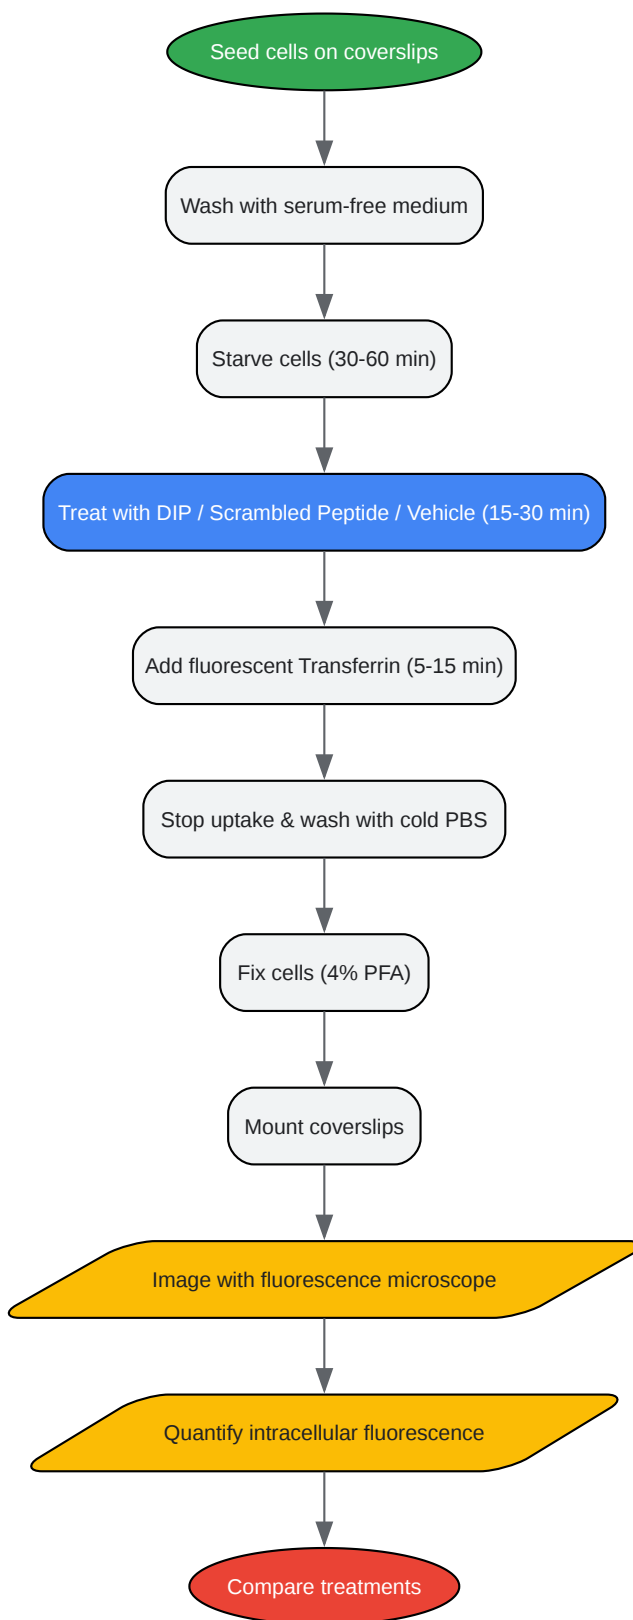 Seed cells on coverslips
Wash with serum-free medium
Starve cells (30-60 min)
Treat with DIP / Scrambled Peptide / Vehicle (15-30 min)
Add fluorescent Transferrin (5-15 min)
Stop uptake & wash with cold PBS
Fix cells (4% PFA)
Mount coverslips
Image with fluorescence microscope
Quantify intracellular fluorescence
Compare treatments